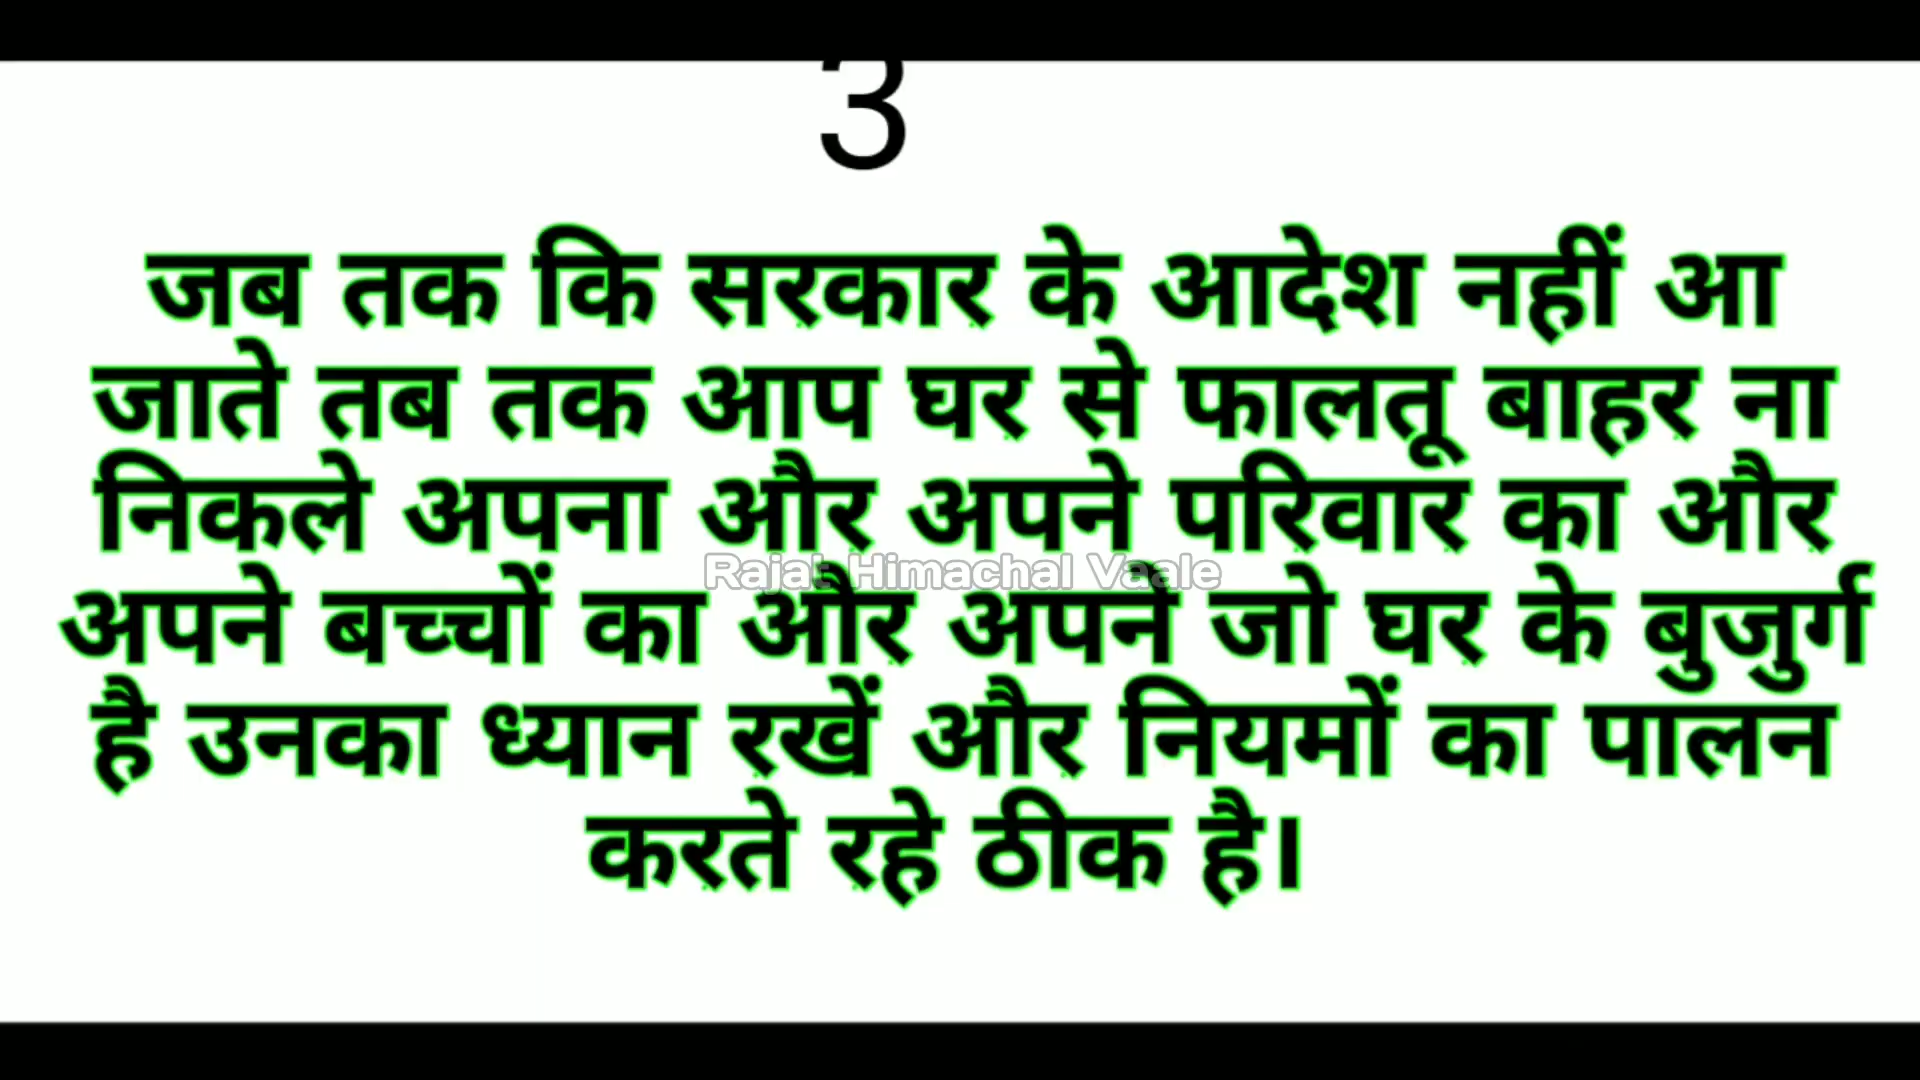 3
जब तक कि सरकार के आदेश नहीं आ
जाते तब तक आप घर से फालतू बाहर ना
निकले अपना और अपने परिवार का और
Rajat Himachal Vaale
अपने बच्चों का और अपने जो घर के बुजुर्ग
है उनका ध्यान रखें और नियमों का पालन
करते रहे ठीक है।